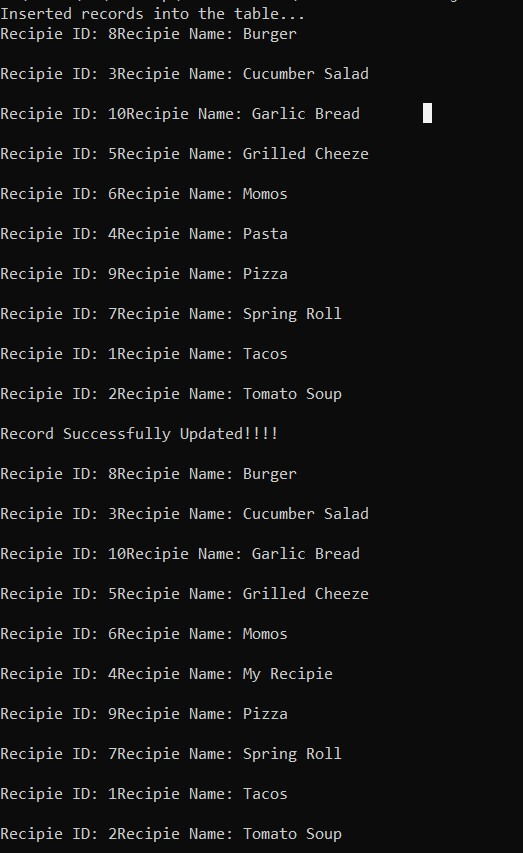 Inserted records into the table...
Recipie ID: 8Recipie Name: Burger
Recipie ID: 3Recipie Name: Cucumber Salad
Recipie ID: 10Recipie Name: Garlic Bread
Recipie ID: 5Recipie Name: Grilled Cheeze
Recipie ID: 6Recipie Name: Momos
Recipie ID: 4Recipie Name: Pasta
Recipie ID: 9Recipie Name: Pizza
Recipie ID: 7Recipie Name: Spring Roll
Recipie ID: 1Recipie Name: Tacos
Recipie ID: 2Recipie Name: Tomato Soup
Record Successfully Updated!!!!
Recipie ID: 8Recipie Name: Burger
Recipie ID: 3Recipie Name: Cucumber Salad
Recipie ID: 10Recipie Name: Garlic Bread
Recipie ID: 5Recipie Name: Grilled Cheeze
Recipie ID: 6Recipie Name: Momos
Recipie ID: 4Recipie Name: My Recipie
Recipie ID: 9Recipie Name: Pizza
Recipie ID: 7Recipie Name: Spring Roll
Recipie ID: 1Recipie Name: Tacos
Recipie ID: 2Recipie Name: Tomato Soup